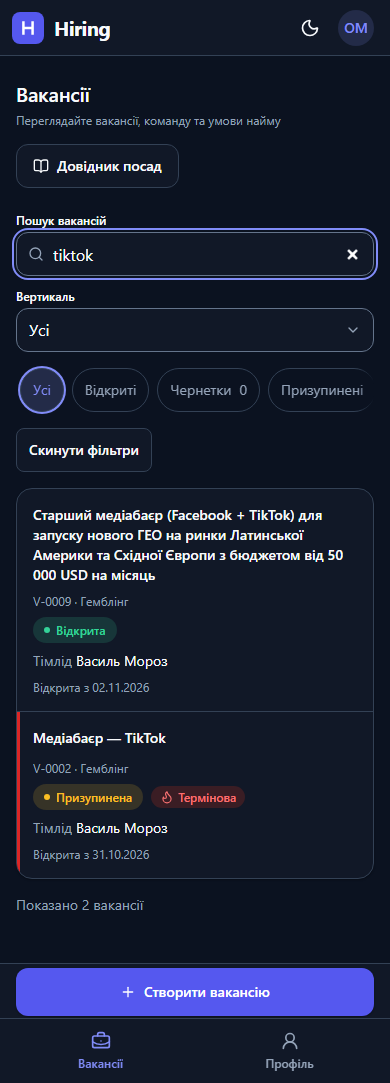 H Hiring
ОМ
Вакансії
Переглядайте вакансії, команду та умови найму
Довідник посад
Пошук вакансій
tiktok
Вертикаль
Усі
Усі Відкриті Чернетки 0 Призупинені
Скинути фільтри
Старший медіабаєр (Facebook + TikTok) для
запуску нового ГЕО на ринки Латинської
Америки та Східної Європи з бюджетом від 50
000 USD на місяць
V-0009 · Гемблінг
Відкрита
Тімлід Василь Мороз
Відкрита з 02.11.2026
Медіабаєр — TikTok
V-0002 · Гемблінг
Призупинена Термінова
Тімлід Василь Мороз
Відкрита з 31.10.2026
Показано 2 вакансії
+ Створити вакансію
Вакансії Профіль